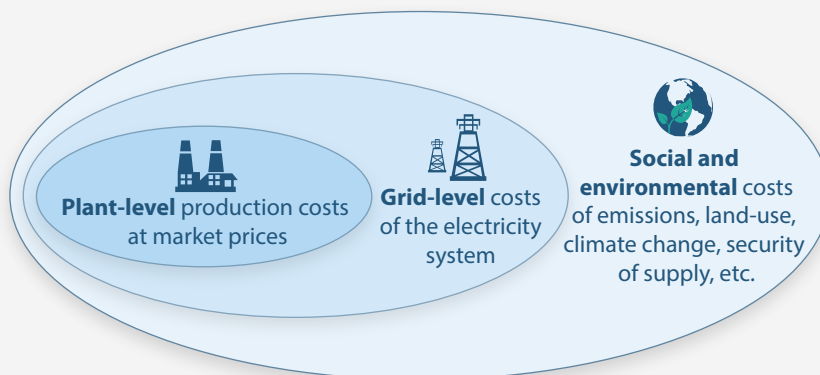 Plant-level production costs
at market prices
Grid-level costs
of the electricity
system
Social and
environmental costs
of emissions, land-use,
climate change, security
of supply, etc.